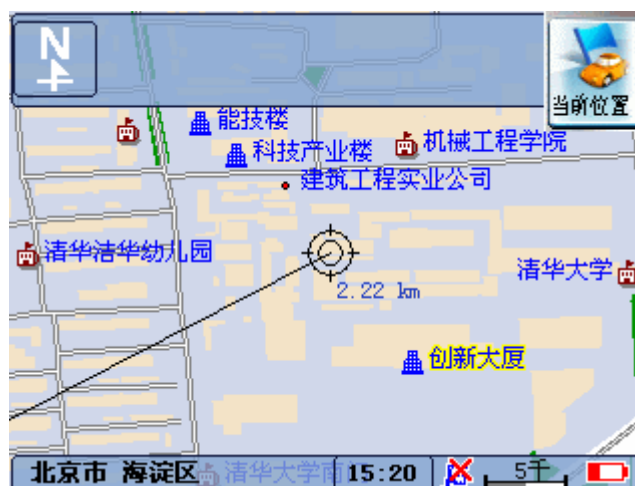 N
当前位置
能技楼
科技产业楼
机械工程学院
建筑工程实业公司
清华洁华幼儿园
清华大学
2.22 km
创新大厦
北京市 海淀区
清华大学南
15:20
5千